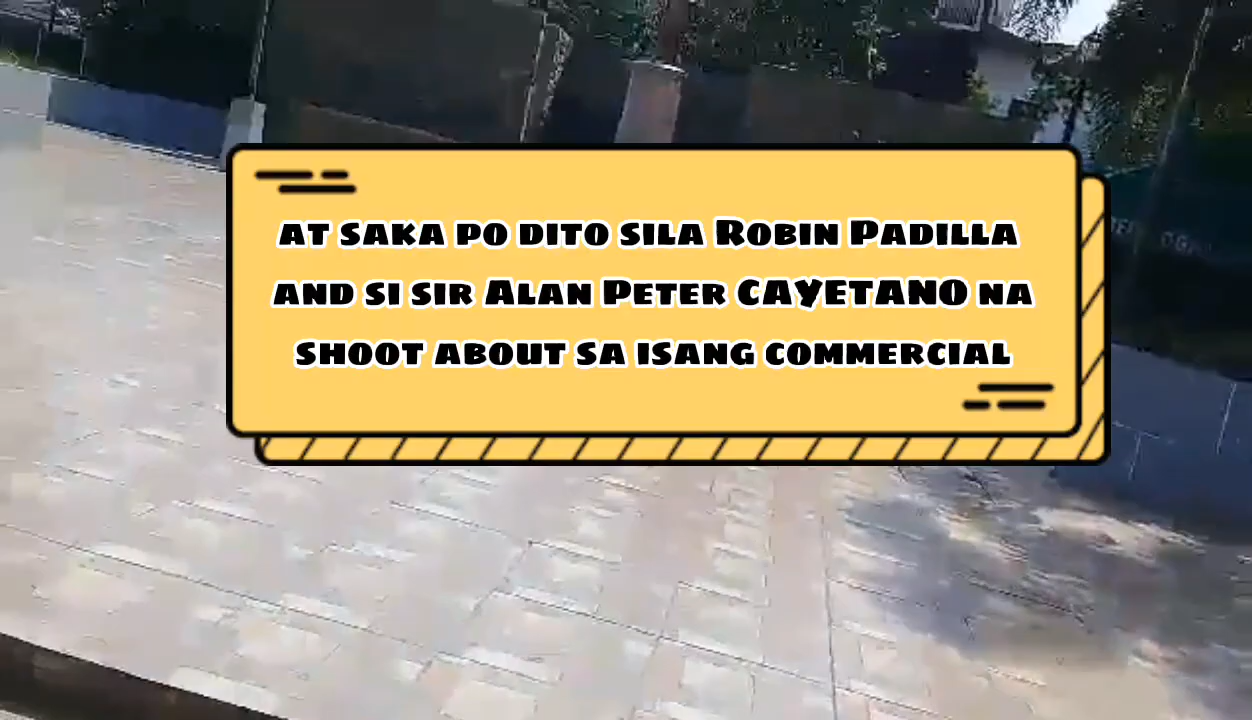 at saka po dito sila Robin Padilla
and si sir Alan Peter CAYETANO na
shoot about sa isang commercial